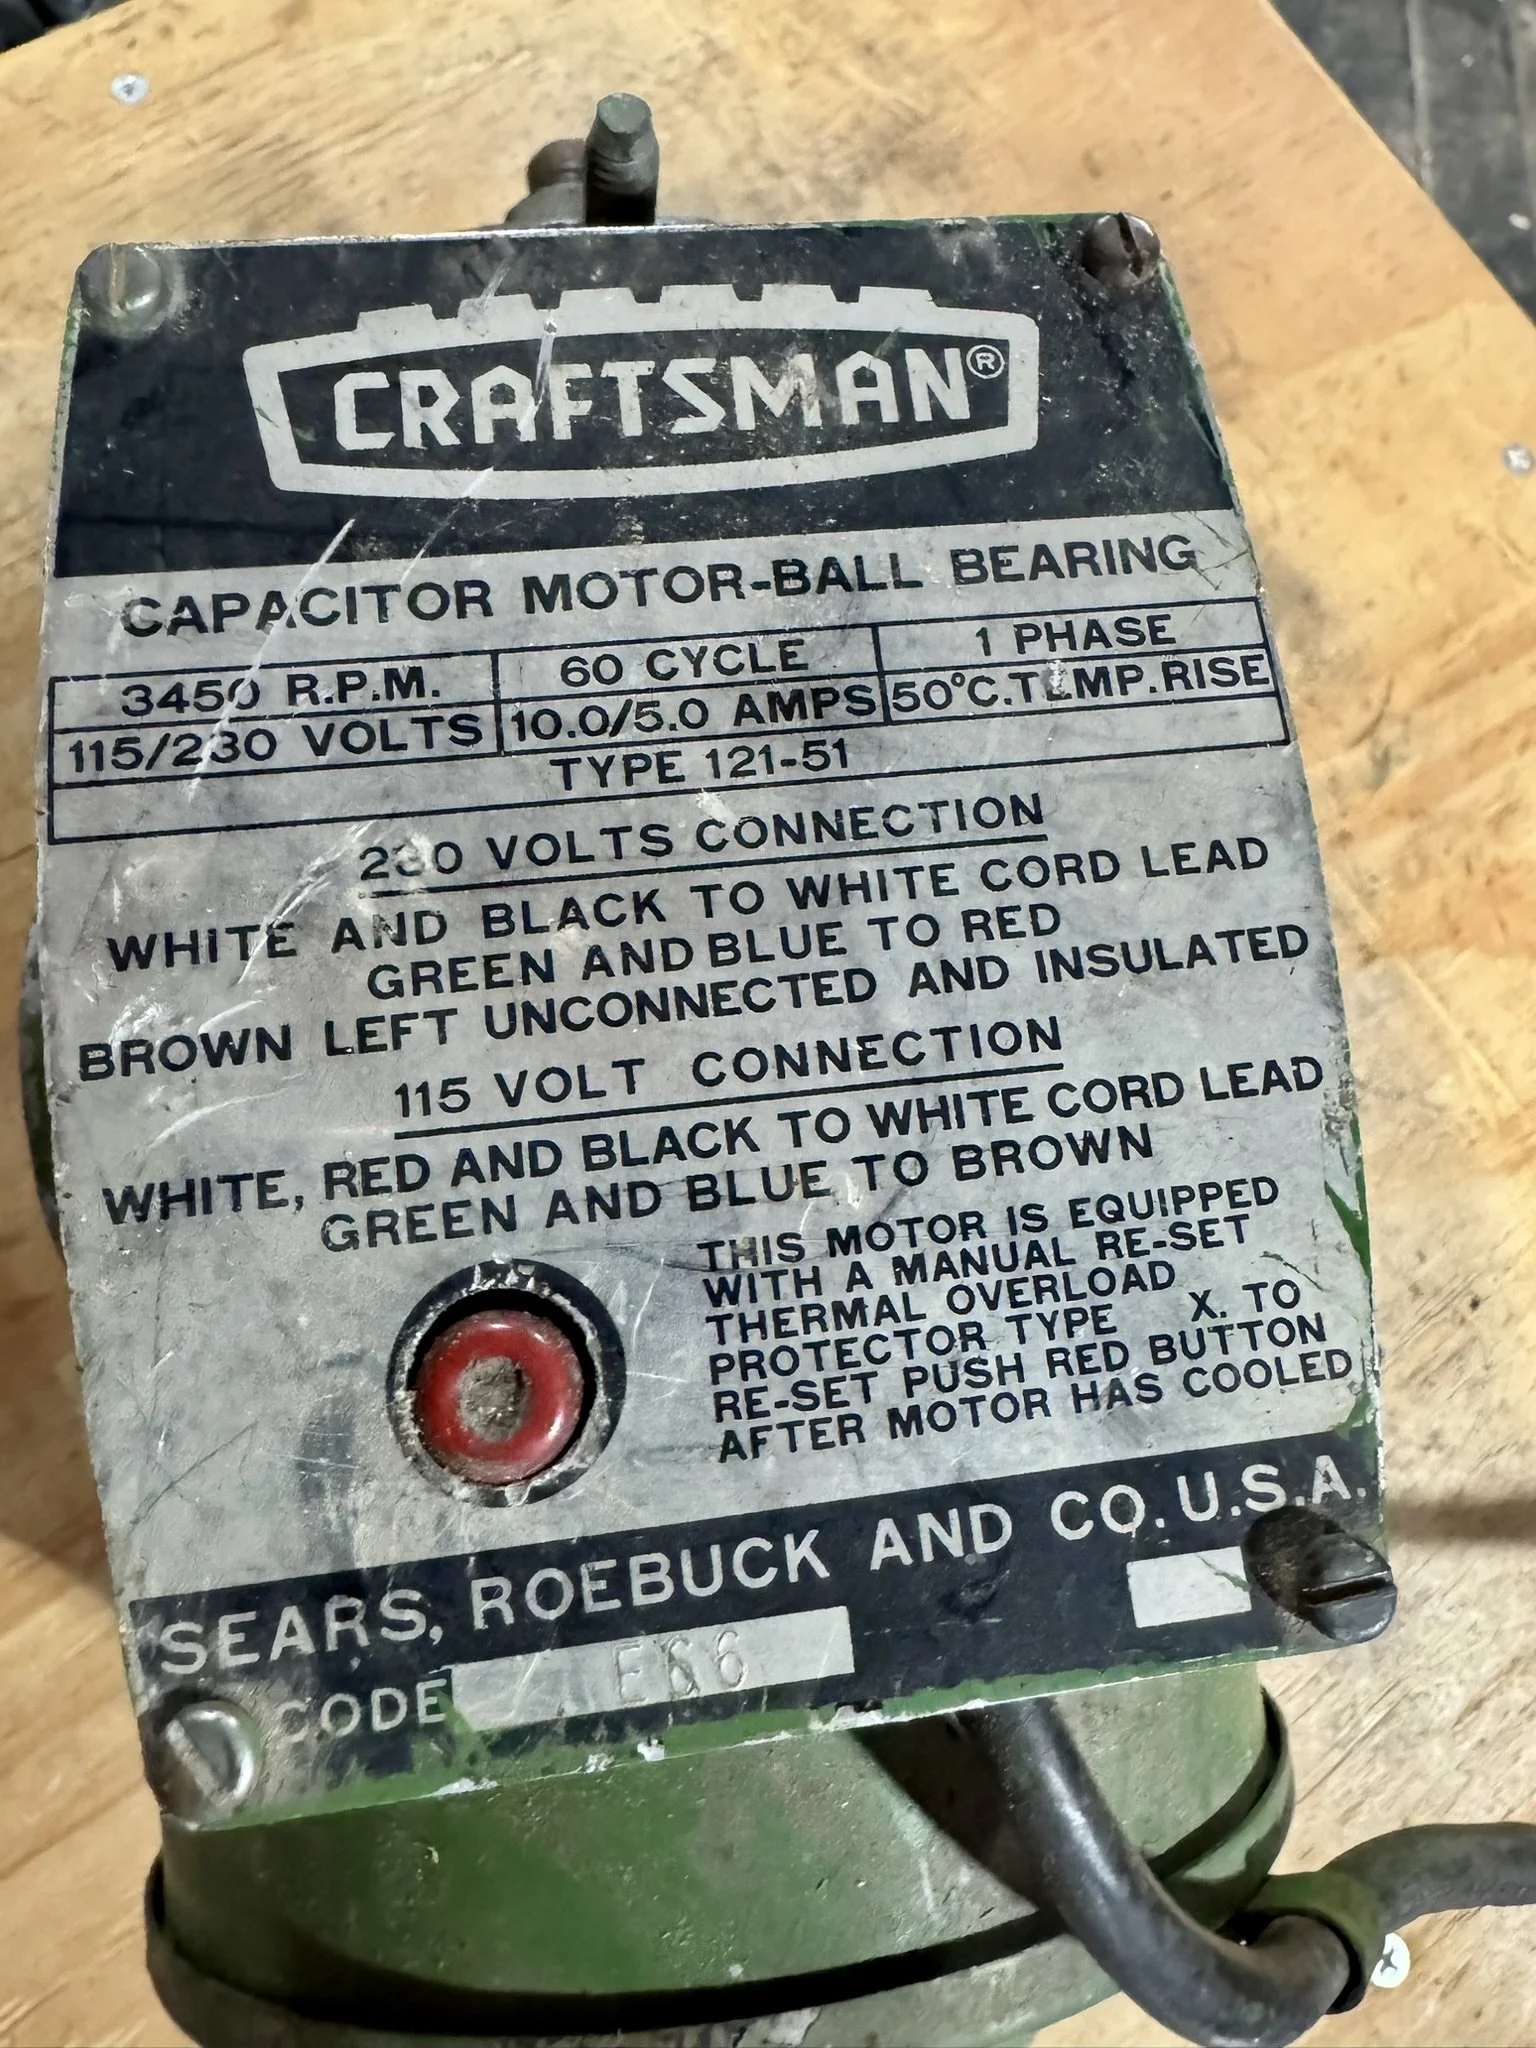 CRAFTSMAN®
CAPACITOR MOTOR-BALL BEARING
3450 R.P.M. 60 CYCLE 1 PHASE
115/230 VOLTS 10.0/5.0 AMPS 50°C.TEMP.RISE
TYPE 121-51
230 VOLTS CONNECTION
WHITE AND BLACK TO WHITE CORD LEAD
GREEN AND BLUE TO RED
BROWN LEFT UNCONNECTED AND INSULATED
115 VOLT CONNECTION
WHITE, RED AND BLACK TO WHITE CORD LEAD
GREEN AND BLUE TO BROWN
THIS MOTOR IS EQUIPPED
WITH A MANUAL RE-SET
THERMAL OVERLOAD
PROTECTOR TYPE X. TO
RE-SET PUSH RED BUTTON
AFTER MOTOR HAS COOLED
SEARS, ROEBUCK AND CO. U.S.A.
CODE